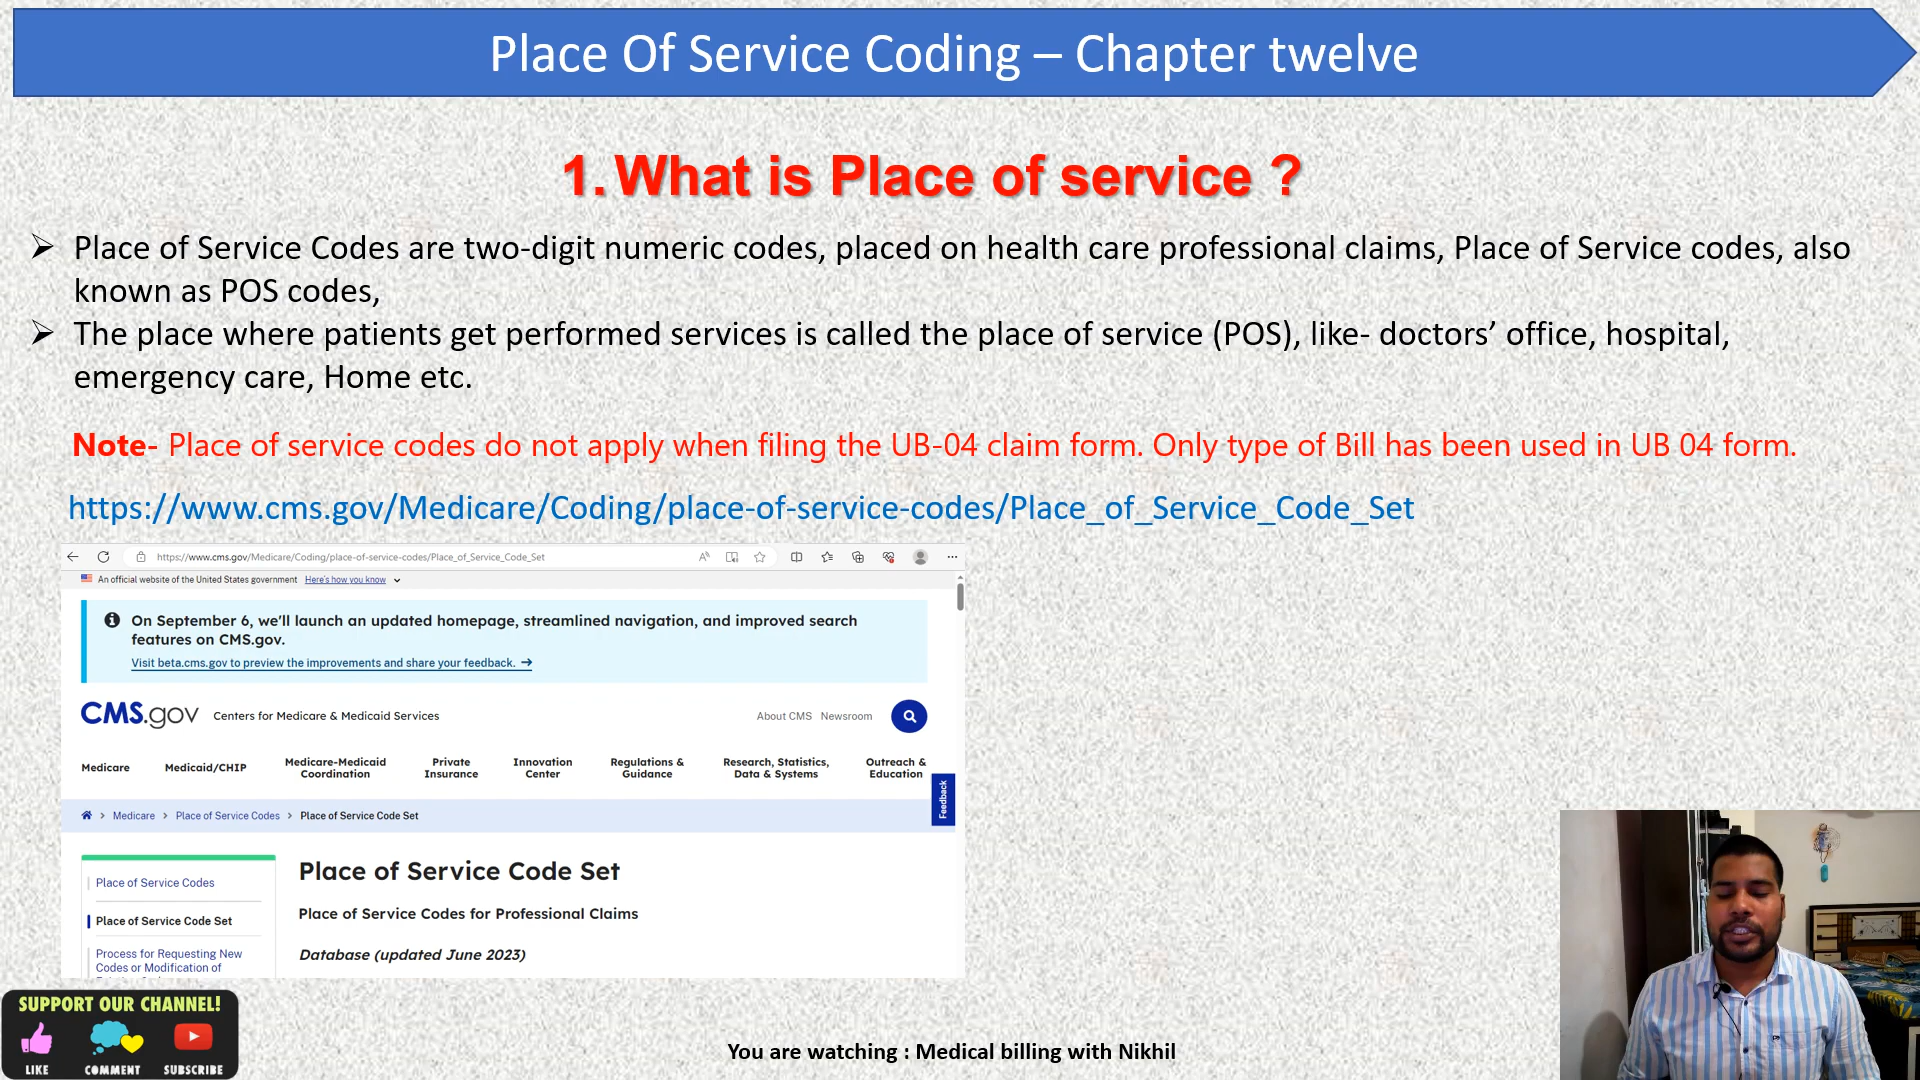 Place Of Service Coding – Chapter twelve
1. What is Place of service ?
➢ Place of Service Codes are two-digit numeric codes, placed on health care professional claims, Place of Service codes, also
known as POS codes,
➢ The place where patients get performed services is called the place of service (POS), like- doctors’ office, hospital,
emergency care, Home etc.
Note- Place of service codes do not apply when filing the UB-04 claim form. Only type of Bill has been used in UB 04 form.
https://www.cms.gov/Medicare/Coding/place-of-service-codes/Place_of_Service_Code_Set
https://www.cms.gov/Medicare/Coding/place-of-service-codes/Place_of_Service_Code_Set
An official website of the United States government Here's how you know
On September 6, we'll launch an updated homepage, streamlined navigation, and improved search
features on CMS.gov.
Visit beta.cms.gov to preview the improvements and share your feedback. →
CMS.gov Centers for Medicare & Medicaid Services
About CMS Newsroom
Medicare
Medicaid/CHIP
Medicare-Medicaid
Coordination
Private
Insurance
Innovation
Center
Regulations &
Guidance
Research, Statistics,
Data & Systems
Outreach &
Education
Feedback
Medicare > Place of Service Codes > Place of Service Code Set
Place of Service Codes
Place of Service Code Set
Process for Requesting New
Codes or Modification of
Place of Service Code Set
Place of Service Codes for Professional Claims
Database (updated June 2023)
SUPPORT OUR CHANNEL!
LIKE COMMENT SUBSCRIBE
You are watching : Medical billing with Nikhil